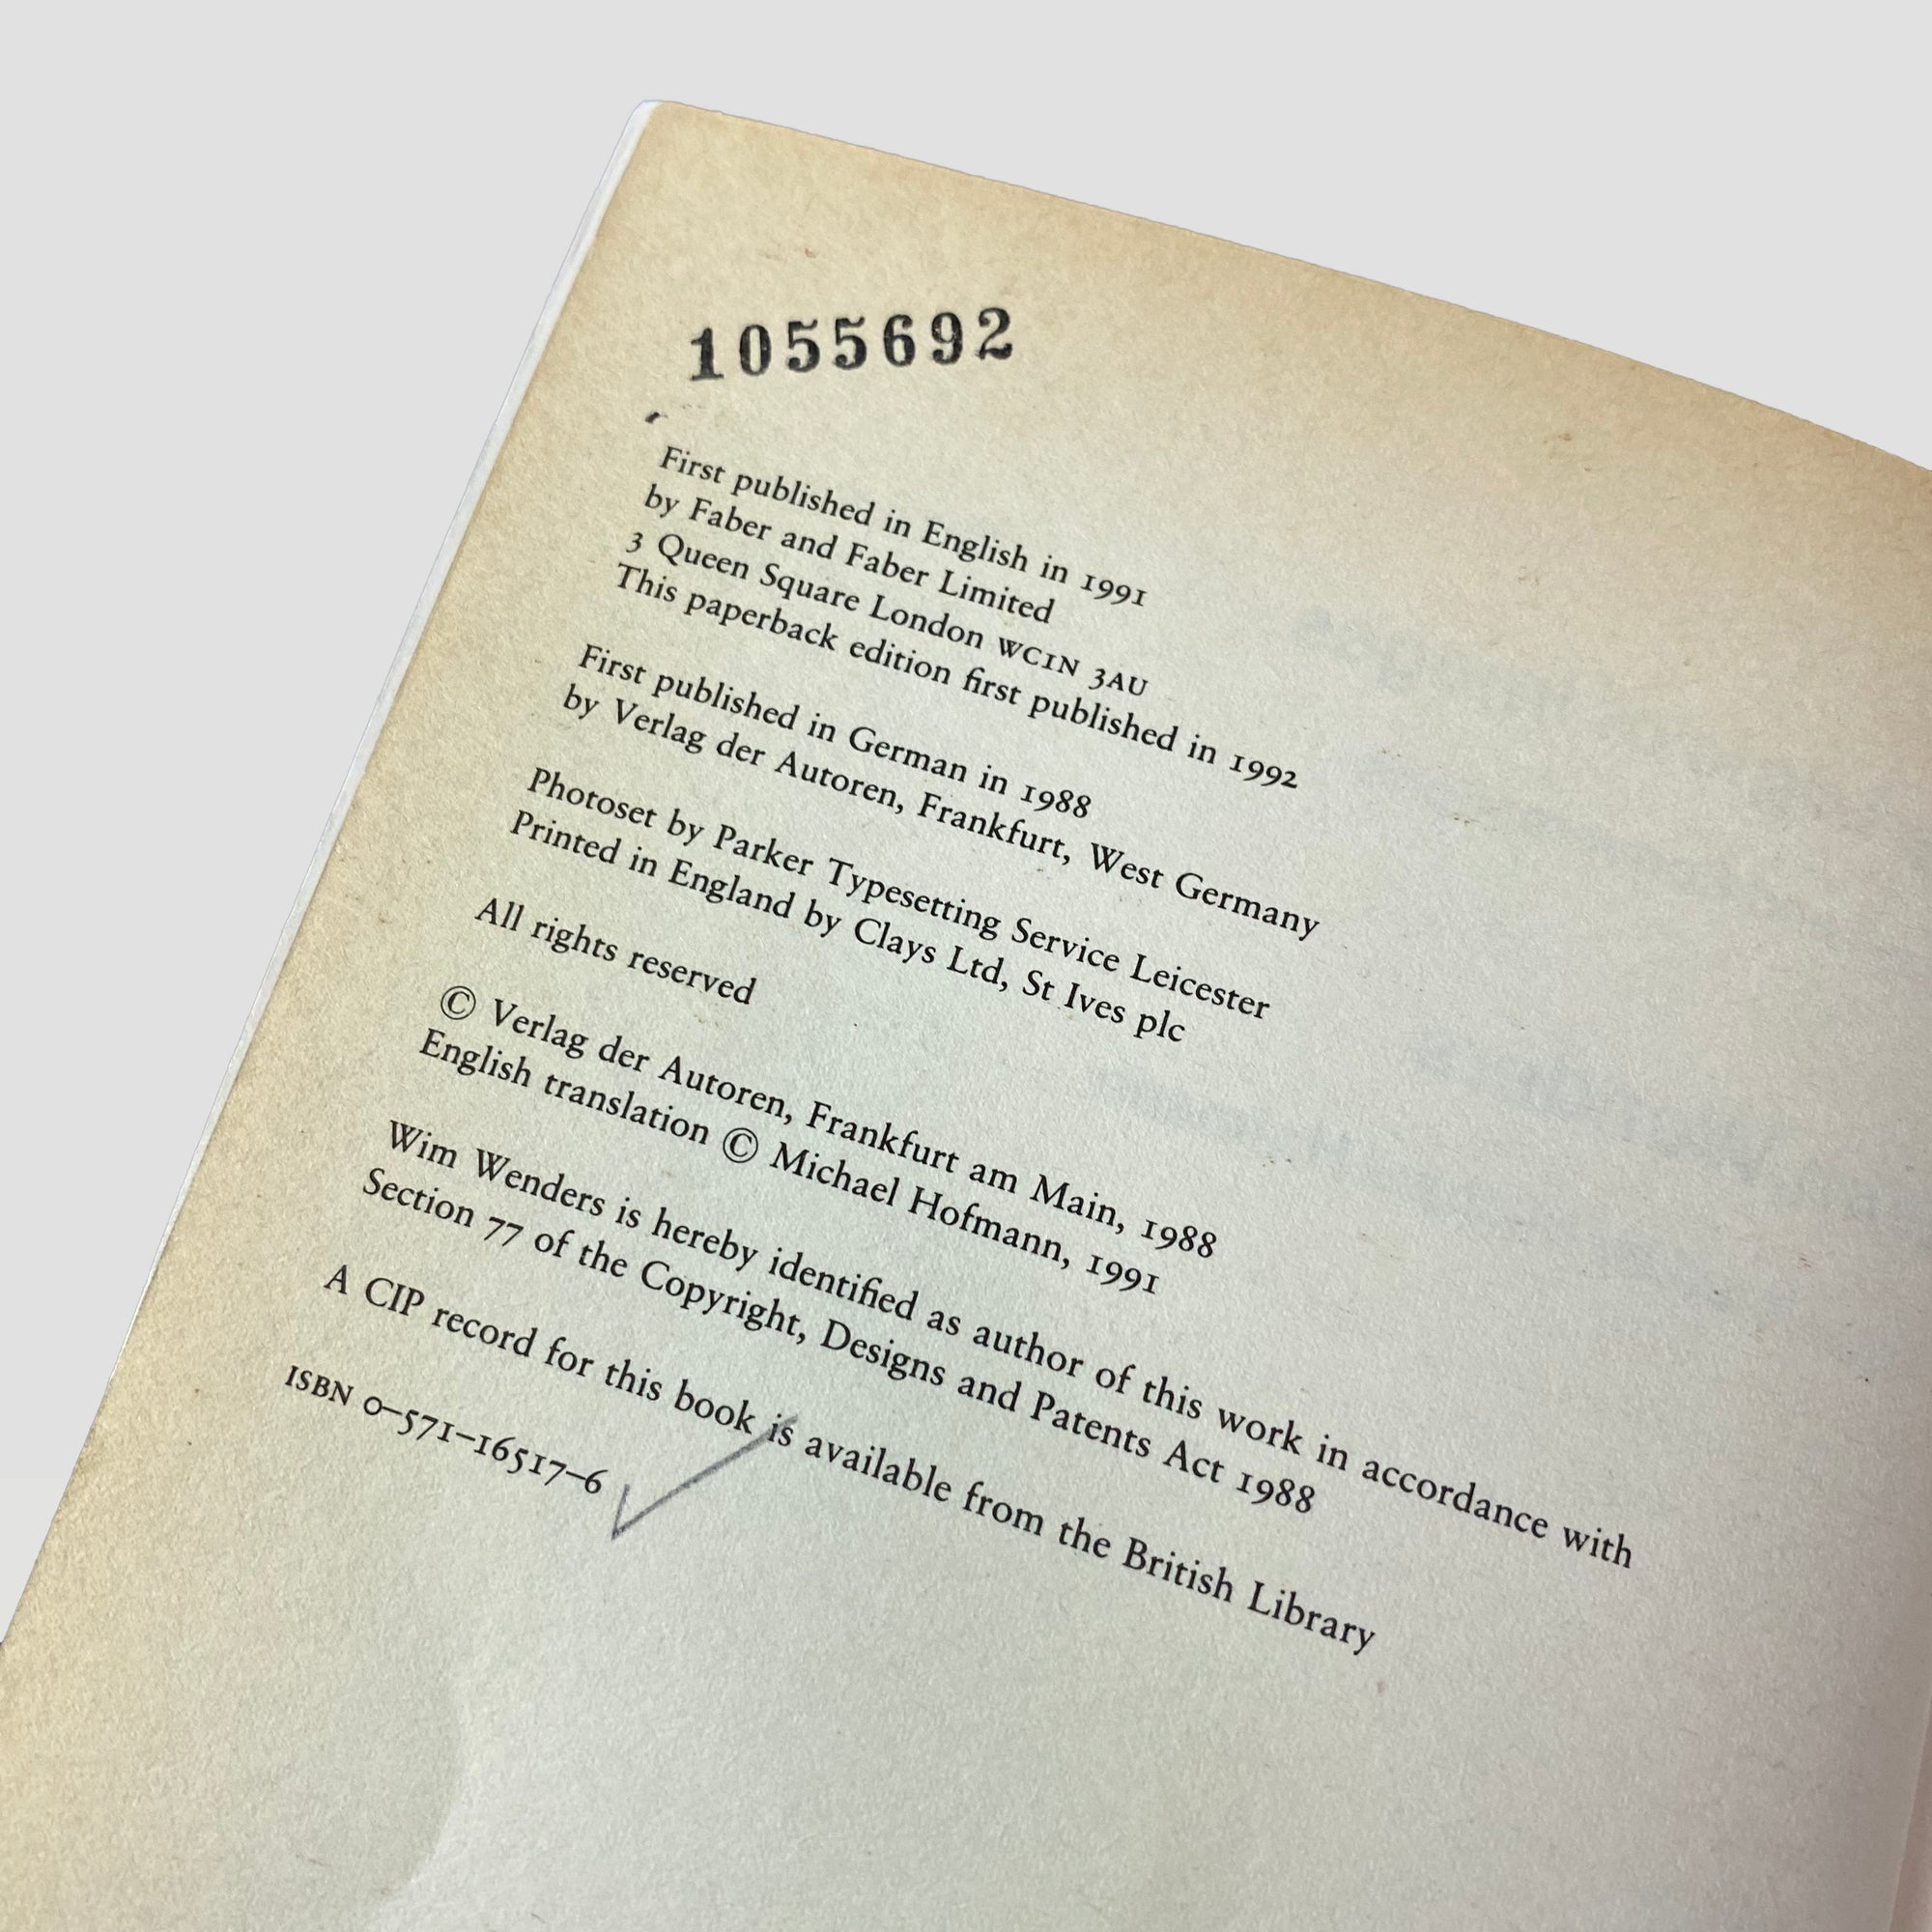 1055692
First published in English in 1991
by Faber and Faber Limited
3 Queen Square London WC1N 3AU
This paperback edition first published in 1992
First published in German in 1988
by Verlag der Autoren, Frankfurt, West Germany
Photoset by Parker Typesetting Service Leicester
Printed in England by Clays Ltd, St Ives plc
All rights reserved
© Verlag der Autoren, Frankfurt am Main, 1988
English translation © Michael Hofmann, 1991
Wim Wenders is hereby identified as author of this work in accordance with
Section 77 of the Copyright, Designs and Patents Act 1988
A CIP record for this book is available from the British Library
ISBN 0–571–16517–6